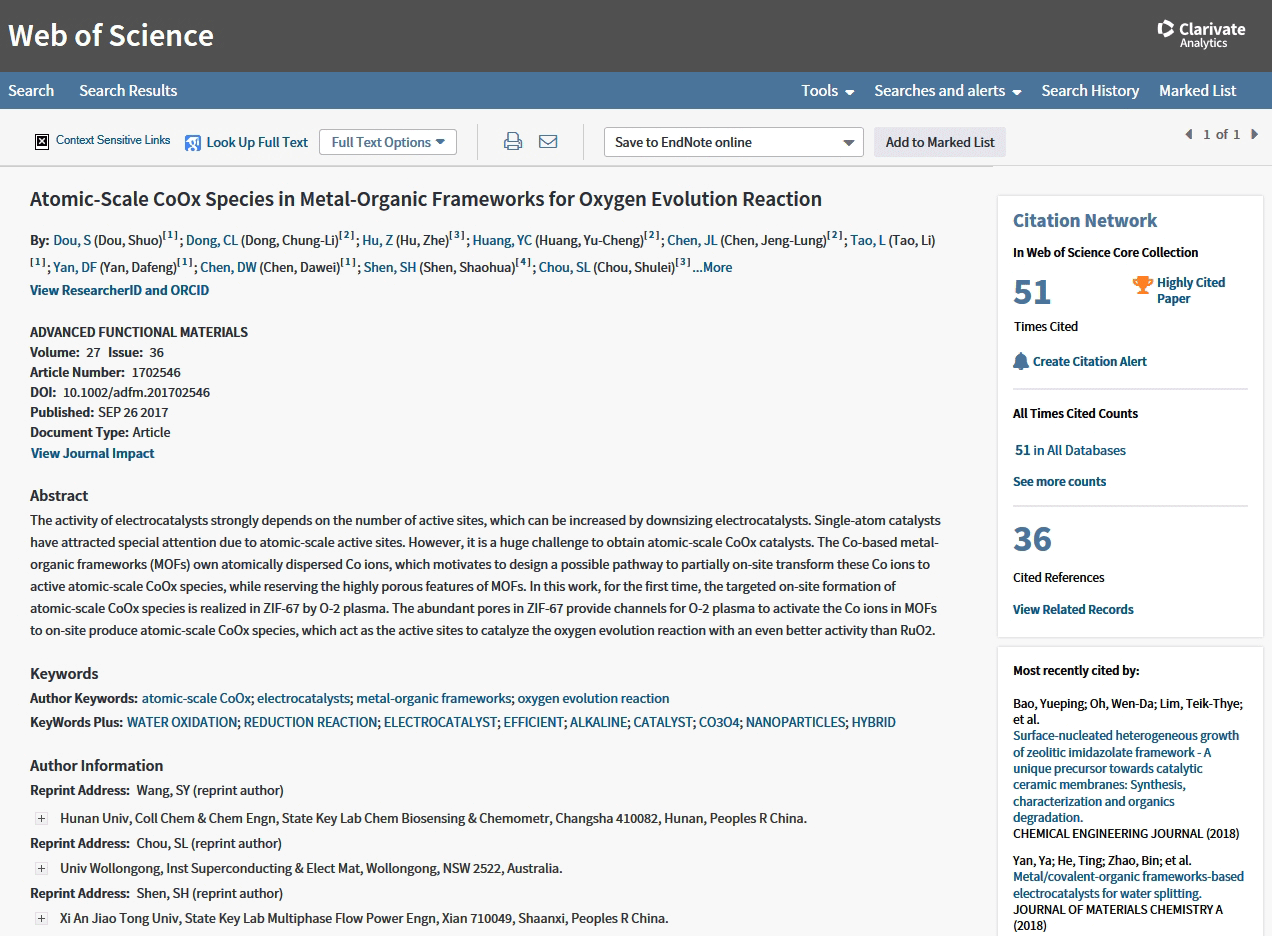 Web of Science
Clarivate
Analytics
Search Search Results Tools Searches and alerts Search History Marked List
Context Sensitive Links Look Up Full Text Full Text Options Save to EndNote online Add to Marked List 1 of 1
Atomic-Scale CoOx Species in Metal-Organic Frameworks for Oxygen Evolution Reaction
By: Dou, S (Dou, Shuo)[1]; Dong, CL (Dong, Chung-Li)[2]; Hu, Z (Hu, Zhe)[3]; Huang, YC (Huang, Yu-Cheng)[2]; Chen, JL (Chen, Jeng-Lung)[2]; Tao, L (Tao, Li)
[1]; Yan, DF (Yan, Dafeng)[1]; Chen, DW (Chen, Dawei)[1]; Shen, SH (Shen, Shaohua)[4]; Chou, SL (Chou, Shulei)[3] ...More
View ResearcherID and ORCID
ADVANCED FUNCTIONAL MATERIALS
Volume: 27 Issue: 36
Article Number: 1702546
DOI: 10.1002/adfm.201702546
Published: SEP 26 2017
Document Type: Article
View Journal Impact
Abstract
The activity of electrocatalysts strongly depends on the number of active sites, which can be increased by downsizing electrocatalysts. Single-atom catalysts
have attracted special attention due to atomic-scale active sites. However, it is a huge challenge to obtain atomic-scale CoOx catalysts. The Co-based metal-
organic frameworks (MOFs) own atomically dispersed Co ions, which motivates to design a possible pathway to partially on-site transform these Co ions to
active atomic-scale CoOx species, while reserving the highly porous features of MOFs. In this work, for the first time, the targeted on-site formation of
atomic-scale CoOx species is realized in ZIF-67 by O-2 plasma. The abundant pores in ZIF-67 provide channels for O-2 plasma to activate the Co ions in MOFs
to on-site produce atomic-scale CoOx species, which act as the active sites to catalyze the oxygen evolution reaction with an even better activity than RuO2.
Keywords
Author Keywords: atomic-scale CoOx; electrocatalysts; metal-organic frameworks; oxygen evolution reaction
KeyWords Plus: WATER OXIDATION; REDUCTION REACTION; ELECTROCATALYST; EFFICIENT; ALKALINE; CATALYST; CO3O4; NANOPARTICLES; HYBRID
Author Information
Reprint Address: Wang, SY (reprint author)
Hunan Univ, Coll Chem & Chem Engn, State Key Lab Chem Biosensing & Chemometr, Changsha 410082, Hunan, Peoples R China.
Reprint Address: Chou, SL (reprint author)
Univ Wollongong, Inst Superconducting & Elect Mat, Wollongong, NSW 2522, Australia.
Reprint Address: Shen, SH (reprint author)
Xi An Jiao Tong Univ, State Key Lab Multiphase Flow Power Engn, Xian 710049, Shaanxi, Peoples R China.
Citation Network
In Web of Science Core Collection
51
Highly Cited
Paper
Times Cited
Create Citation Alert
All Times Cited Counts
51 in All Databases
See more counts
36
Cited References
View Related Records
Most recently cited by:
Bao, Yueping; Oh, Wen-Da; Lim, Teik-Thye;
et al.
Surface-nucleated heterogeneous growth
of zeolitic imidazolate framework - A
unique precursor towards catalytic
ceramic membranes: Synthesis,
characterization and organics
degradation.
CHEMICAL ENGINEERING JOURNAL (2018)
Yan, Ya; He, Ting; Zhao, Bin; et al.
Metal/covalent-organic frameworks-based
electrocatalysts for water splitting.
JOURNAL OF MATERIALS CHEMISTRY A
(2018)